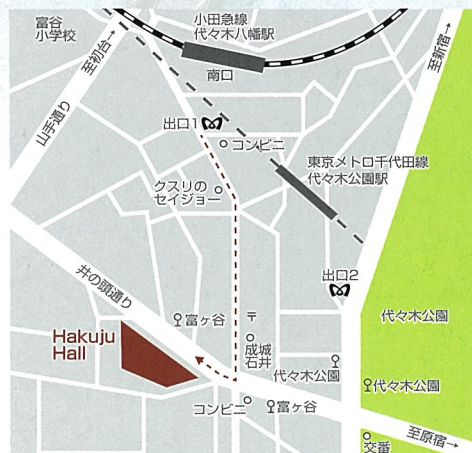 富谷
小学校
小田急線
代々木八幡駅
南口
至初台→
至新宿→
山手通り
出口1
コンビニ
東京メトロ千代田線
代々木公園駅
クスリの
セイジョー
井の頭通り
出口2
富ヶ谷
〒
成城
石井
代々木公園
代々木公園
代々木公園
Hakuju
Hall
コンビニ
富ヶ谷
至原宿→
交番